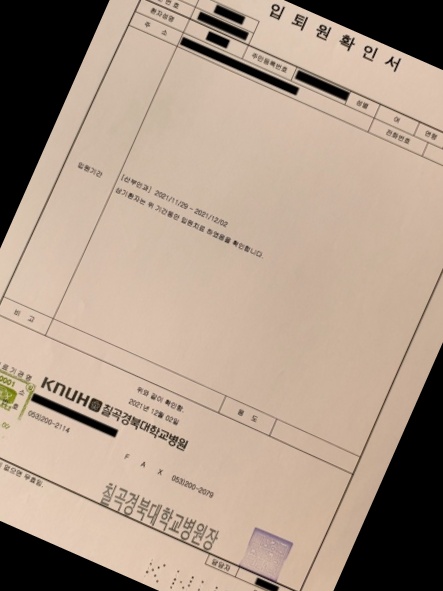 입 퇴 원 확 인 서
번 호
환자성명
주 소
주민등록번호
성별
여
연령
전화번호
입원기간
[산부인과] 2021/11/29 ~ 2021/12/02
상기환자는 위 기간동안 입원치료 하였음을 확인합니다.
비 고
위와 같이 확인함.
2021년 12월 02일
용 도
KNUH 칠곡경북대학교병원
053)200-2114
F A X 053)200-2079
칠곡경북대학교병원장
담당자